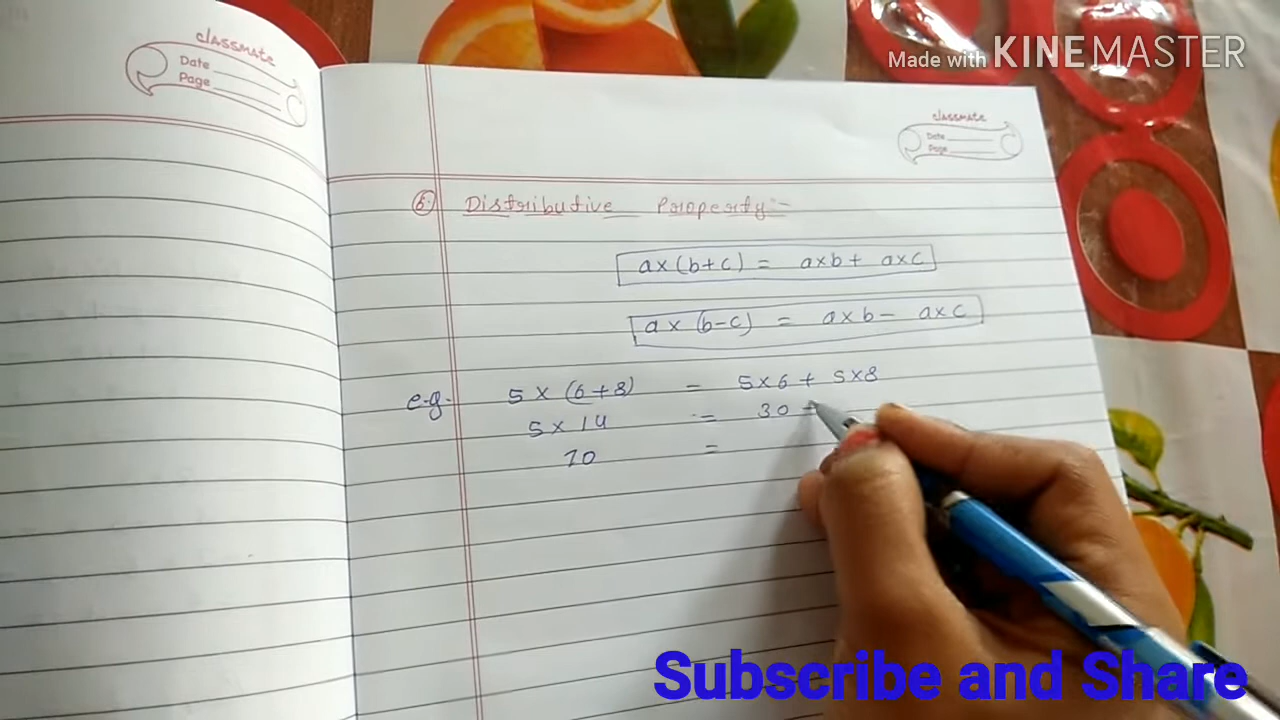 Made with KINEMASTER
classmate
Date
Page
classmate
Date
Page
6. Distributive Property :-
a×(b+c) = a×b + a×c
a×(b-c) = a×b - a×c
e.g. 5×(6+8) = 5×6 + 5×8
5×14 = 30 +
70 =
Subscribe and Share